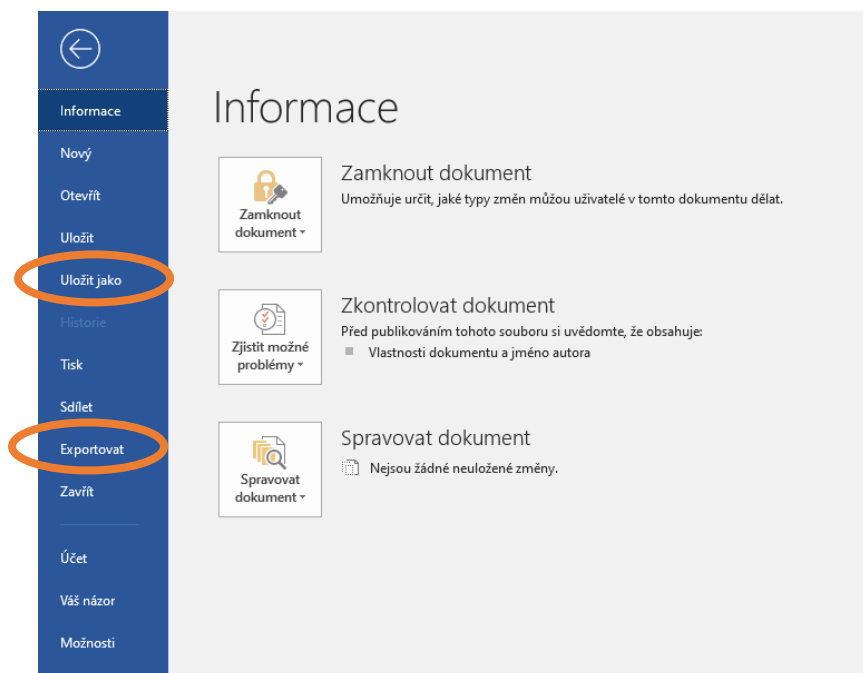 Informace
Nový
Otevřít
Uložit
Uložit jako
Historie
Tisk
Sdílet
Exportovat
Zavřít
Účet
Váš názor
Možnosti
Informace
Zamknout
dokument
Zamknout dokument
Umožňuje určit, jaké typy změn můžou uživatelé v tomto dokumentu dělat.
Zjistit možné
problémy
Zkontrolovat dokument
Před publikováním tohoto souboru si uvědomte, že obsahuje:
Vlastnosti dokumentu a jméno autora
Spravovat
dokument
Spravovat dokument
Nejsou žádné neuložené změny.